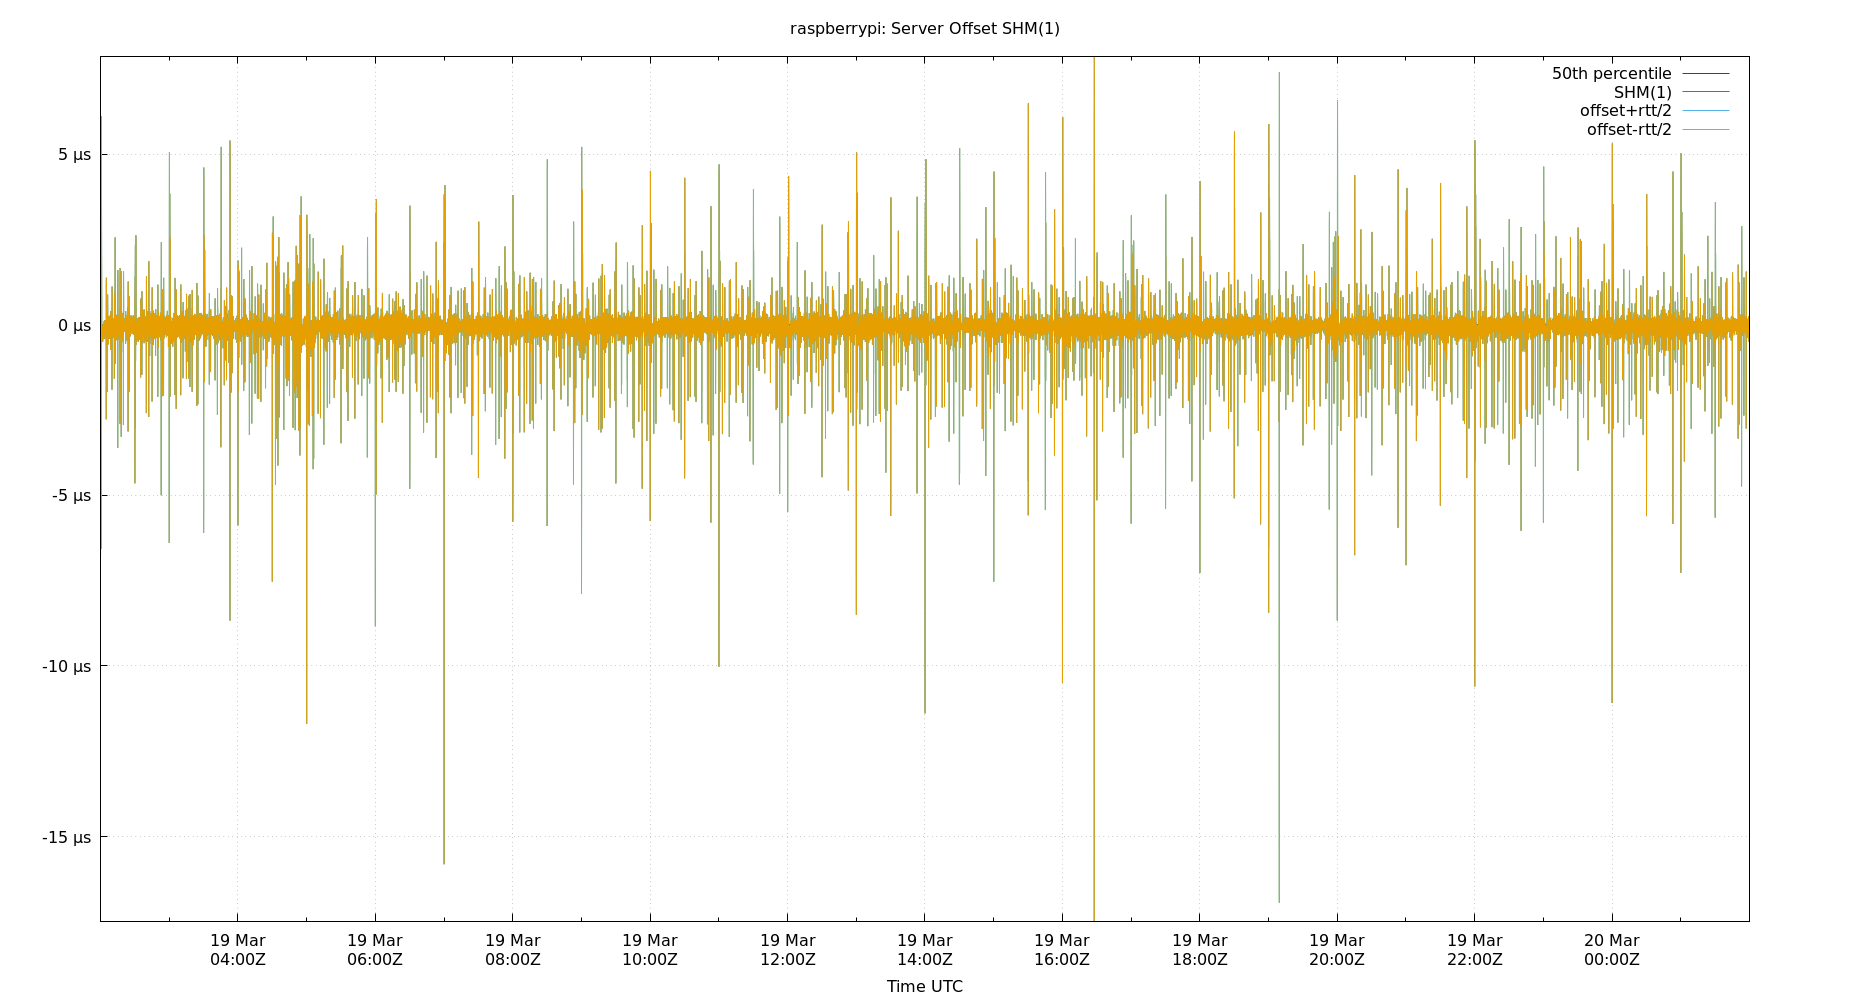 raspberrypi: Server Offset SHM(1)
50th percentile
SHM(1)
offset+rtt/2
offset-rtt/2
5 µs
0 µs
-5 µs
-10 µs
-15 µs
19 Mar 19 Mar 19 Mar 19 Mar 19 Mar 19 Mar 19 Mar 19 Mar 19 Mar 19 Mar 20 Mar
04:00Z 06:00Z 08:00Z 10:00Z 12:00Z 14:00Z 16:00Z 18:00Z 20:00Z 22:00Z 00:00Z
Time UTC